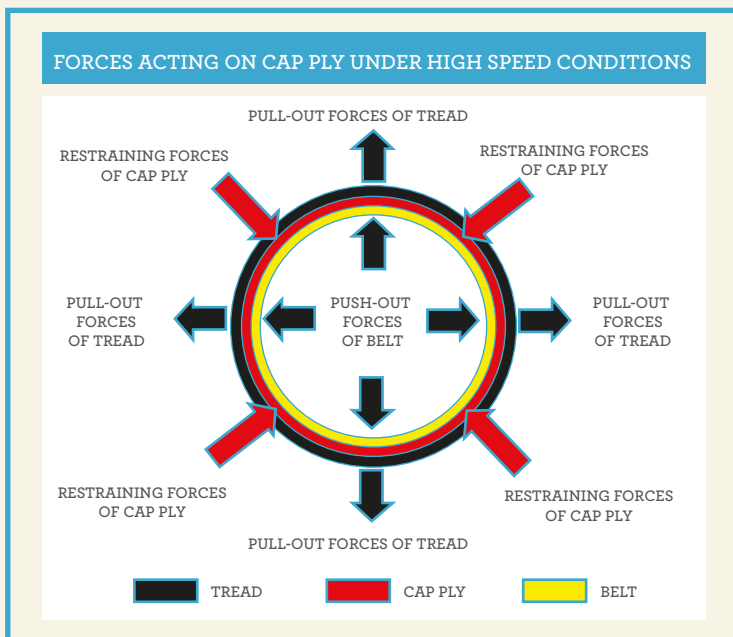 FORCES ACTING ON CAP PLY UNDER HIGH SPEED CONDITIONS
PULL-OUT FORCES OF TREAD
RESTRAINING FORCES
OF CAP PLY
RESTRAINING FORCES
OF CAP PLY
PULL-OUT
FORCES
OF TREAD
PUSH-OUT
FORCES
OF BELT
PULL-OUT
FORCES
OF TREAD
RESTRAINING FORCES
OF CAP PLY
RESTRAINING FORCES
OF CAP PLY
PULL-OUT FORCES OF TREAD
TREAD
CAP PLY
BELT